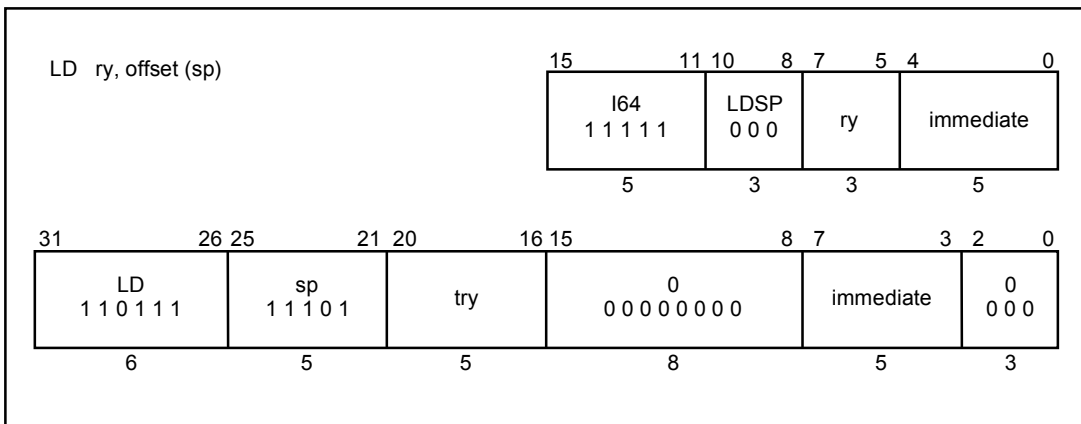 LD ry, offset (sp)
15 11 10 8 7 5 4 0
I64 LDSP ry immediate
1 1 1 1 1 0 0 0
5 3 3 5
31 26 25 21 20 16 15 8 7 3 2 0
LD sp try 0 immediate 0
1 1 0 1 1 1 1 1 1 0 1 0 0 0 0 0 0 0 0 0 0 0
6 5 5 8 5 3